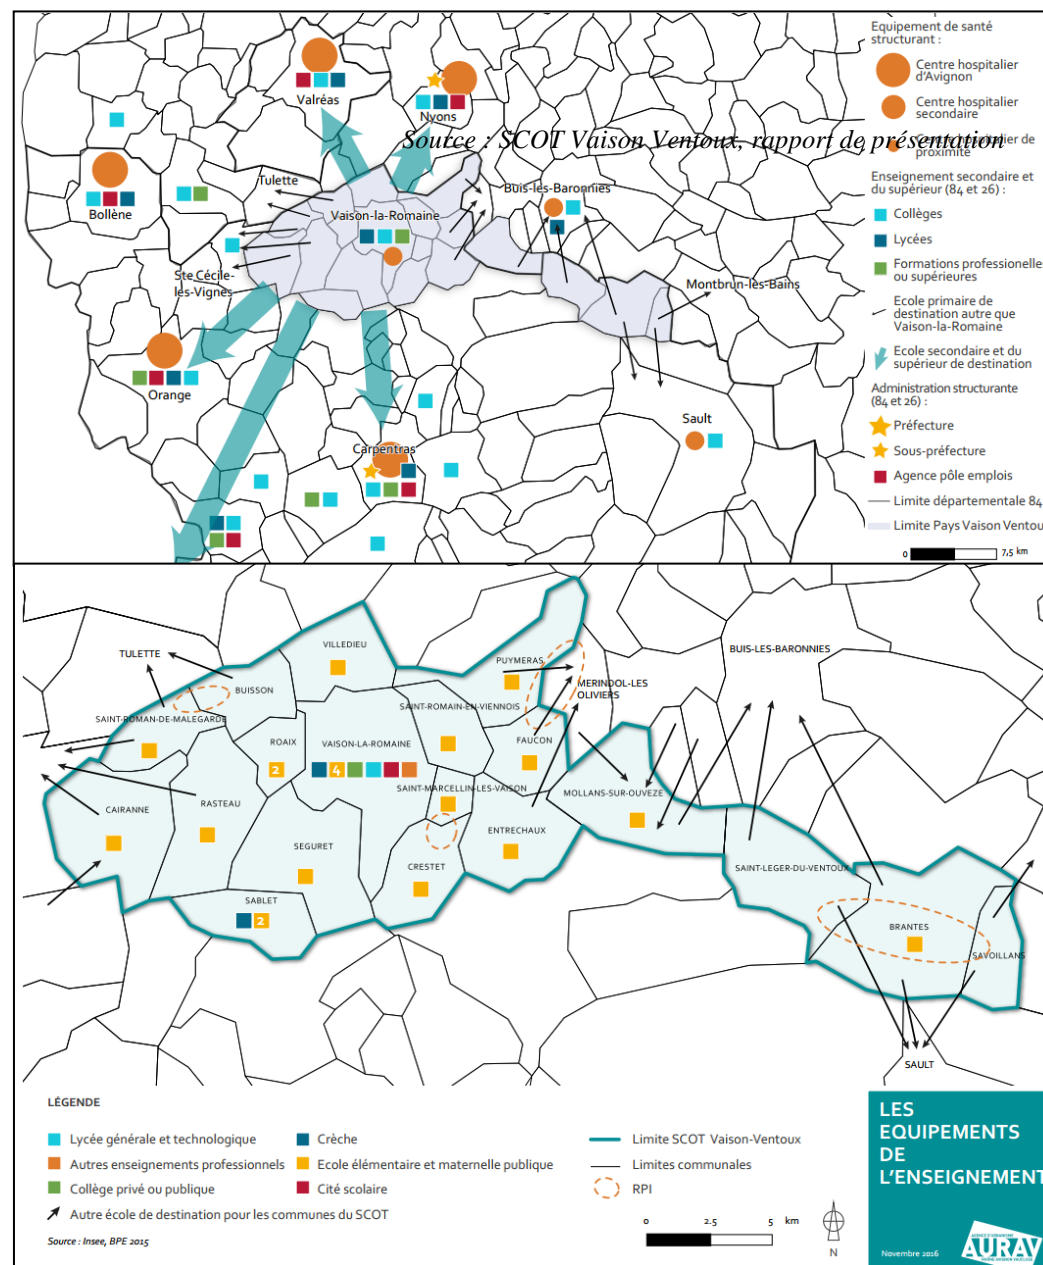 Equipement de santé
structurant :
Centre hospitalier
d'Avignon
Centre hospitalier
secondaire
Centre hospitalier de
proximité
Source : SCOT Vaison Ventoux, rapport de présentation
Enseignement secondaire et
du supérieur (84 et 26) :
Collèges
Lycées
Formations professionelles
ou supérieures
Ecole primaire de
destination autre que
Vaison-la-Romaine
Ecole secondaire et du
supérieur de destination
Administration structurante
(84 et 26) :
Préfecture
Sous-préfecture
Agence pôle emplois
Limite départementale 84
Limite Pays Vaison Ventou
0 7,5 km
Valréas
Nyons
Bollène
Tulette
Vaison-la-Romaine
Buis-les-Baronnies
Ste Cécile-
les-Vignes
Montbrun-les-Bains
Orange
Carpentras
Sault
TULETTE
VILLEDIEU
BUISSON
PUYMERAS
MERINDOL-LES
OLIVIERS
BUIS-LES-BARONNIES
SAINT-ROMAN-DE-MALEGARDE
SAINT-ROMAIN-EN-VIENNOIS
ROAIX
2
VAISON-LA-ROMAINE
4
FAUCON
SAINT-MARCELLIN-LES-VAISON
MOLLANS-SUR-OUVEZE
CAIRANNE
RASTEAU
SEGURET
ENTRECHAUX
CRESTET
SAINT-LEGER-DU-VENTOUX
SABLET
2
BRANTES
SAVOILLANS
SAULT
LÉGENDE
Lycée générale et technologique
Autres enseignements professionnels
Collège privé ou publique
Autre école de destination pour les communes du SCOT
Crèche
Ecole élémentaire et maternelle publique
Cité scolaire
Limite SCOT Vaison-Ventoux
Limites communales
RPI
0 2.5 5 km
N
Source : Insee, BPE 2015
LES
EQUIPEMENTS
DE
L'ENSEIGNEMENT
Novembre 2016
AURAV